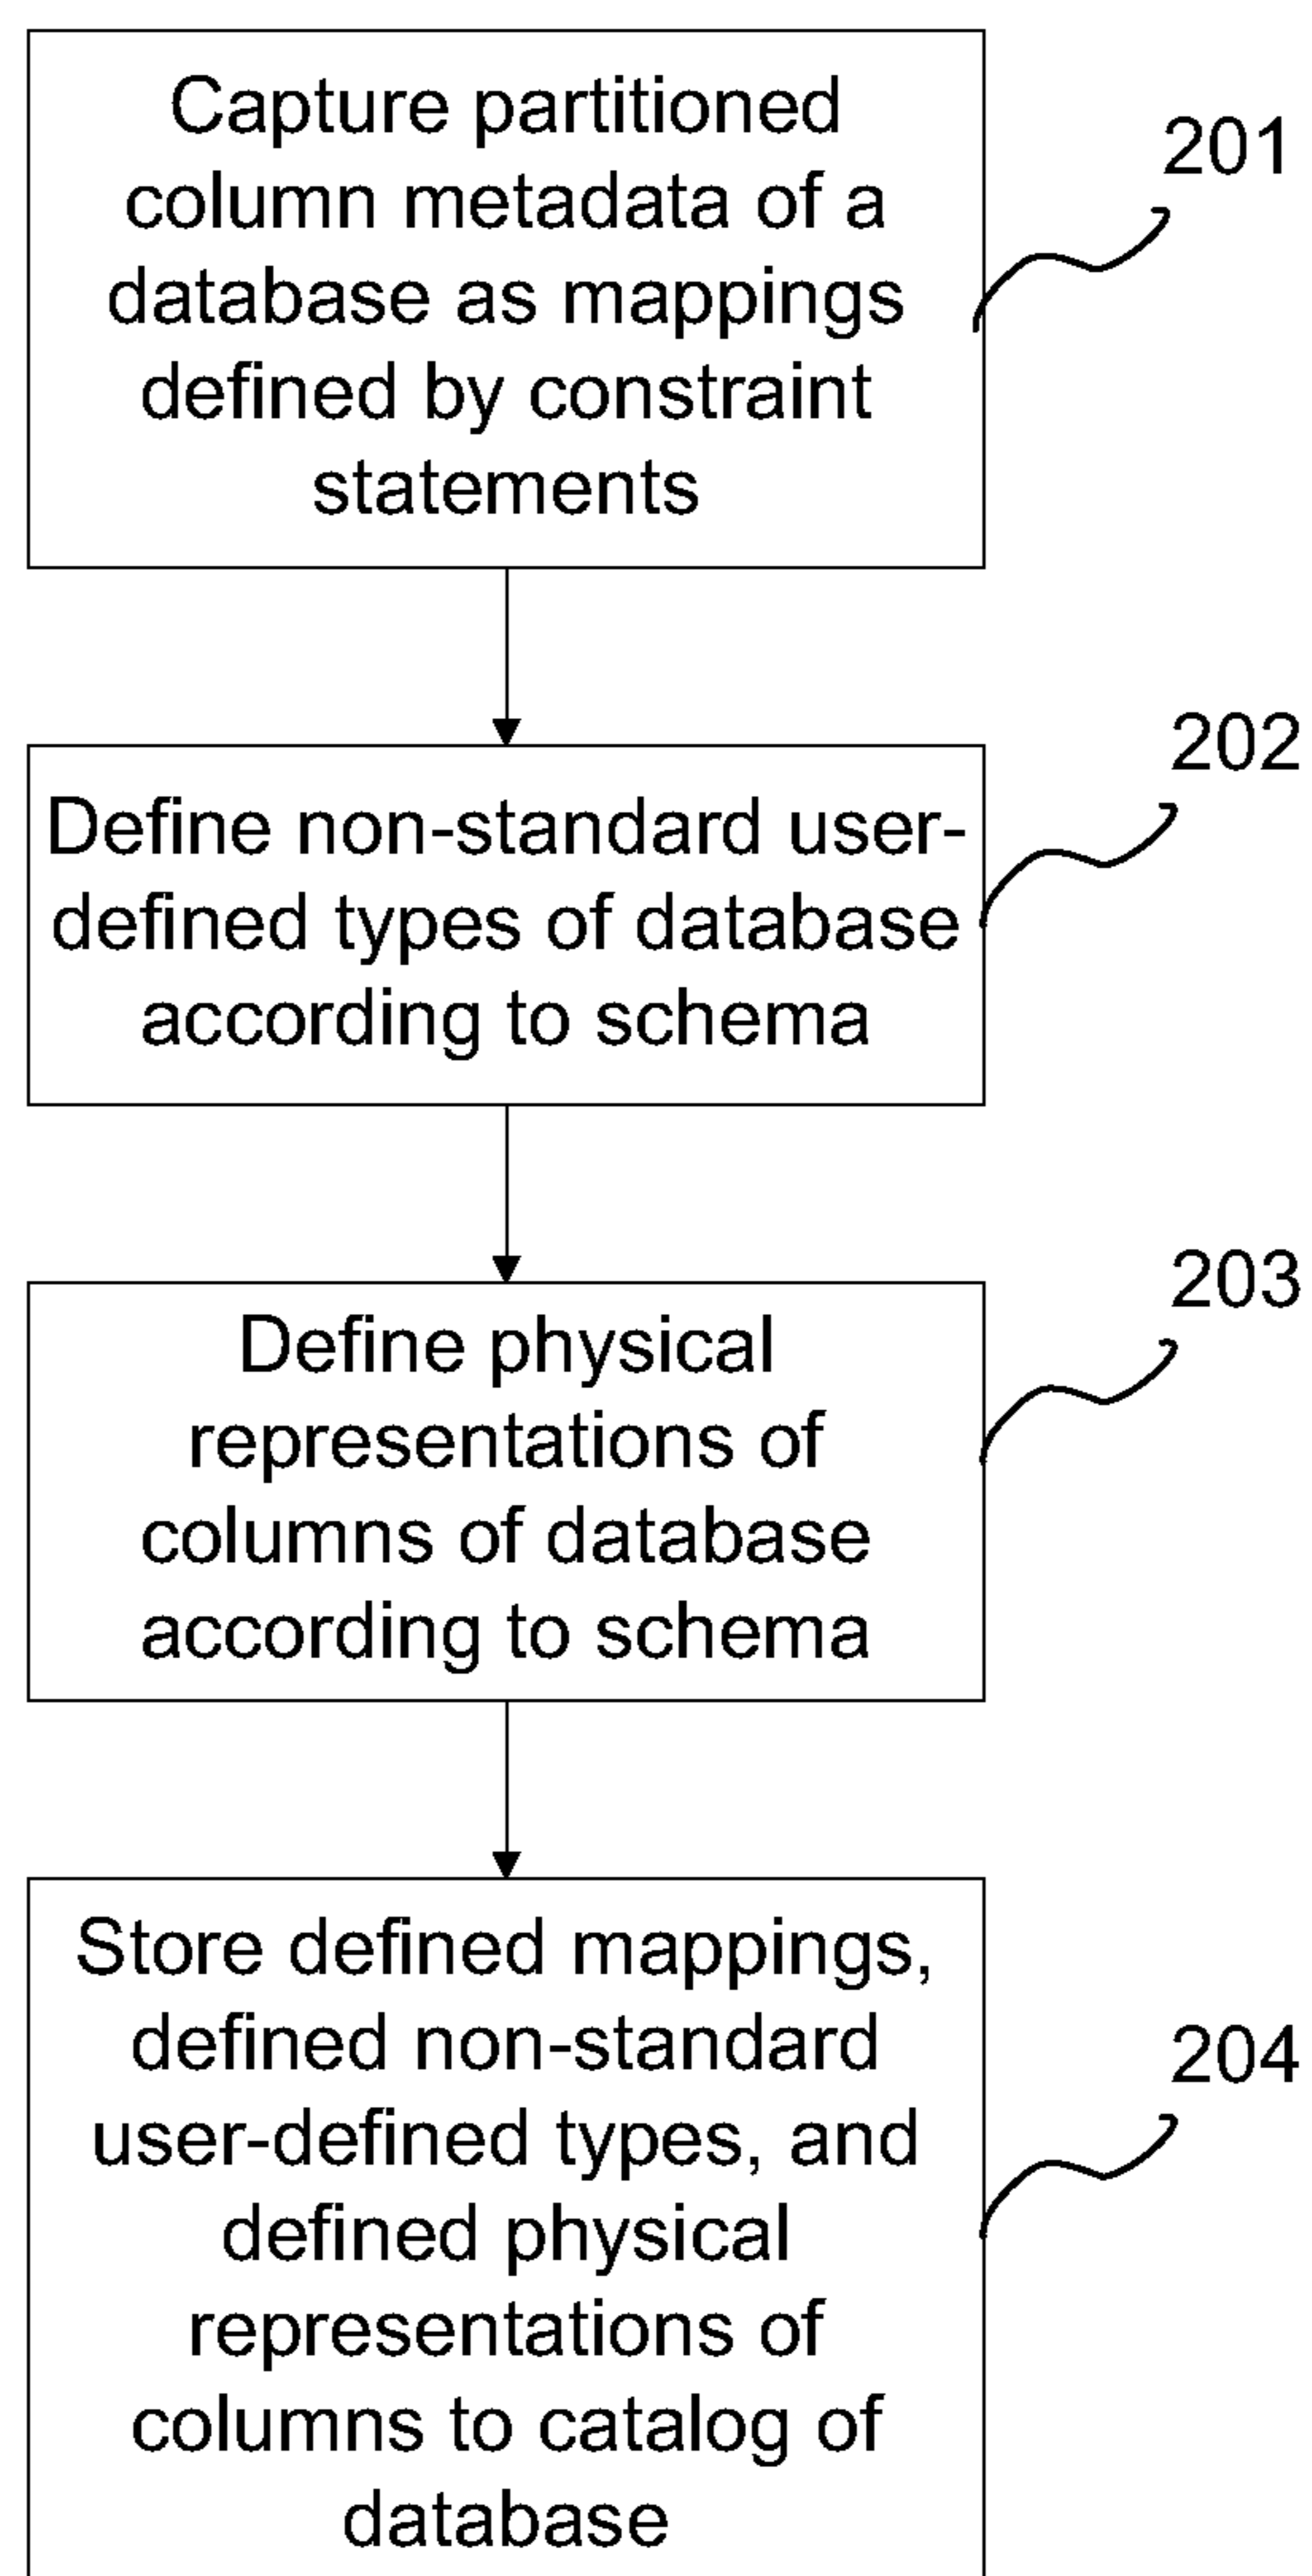 Capture partitioned
column metadata of a
database as mappings
defined by constraint
statements
201
Define non-standard user-
defined types of database
according to schema
202
Define physical
representations of
columns of database
according to schema
203
Store defined mappings,
defined non-standard
user-defined types, and
defined physical
representations of
columns to catalog of
database
204